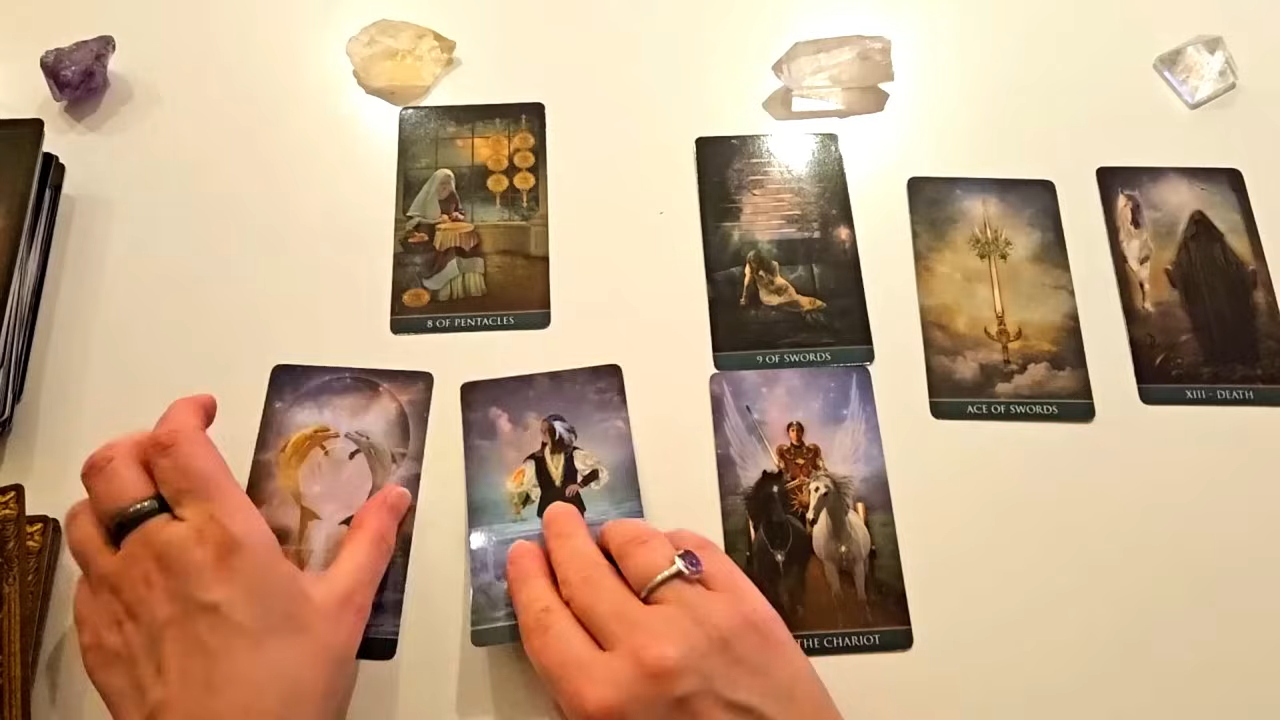 8 OF PENTACLES
9 OF SWORDS
ACE OF SWORDS
XIII - DEATH
THE CHARIOT